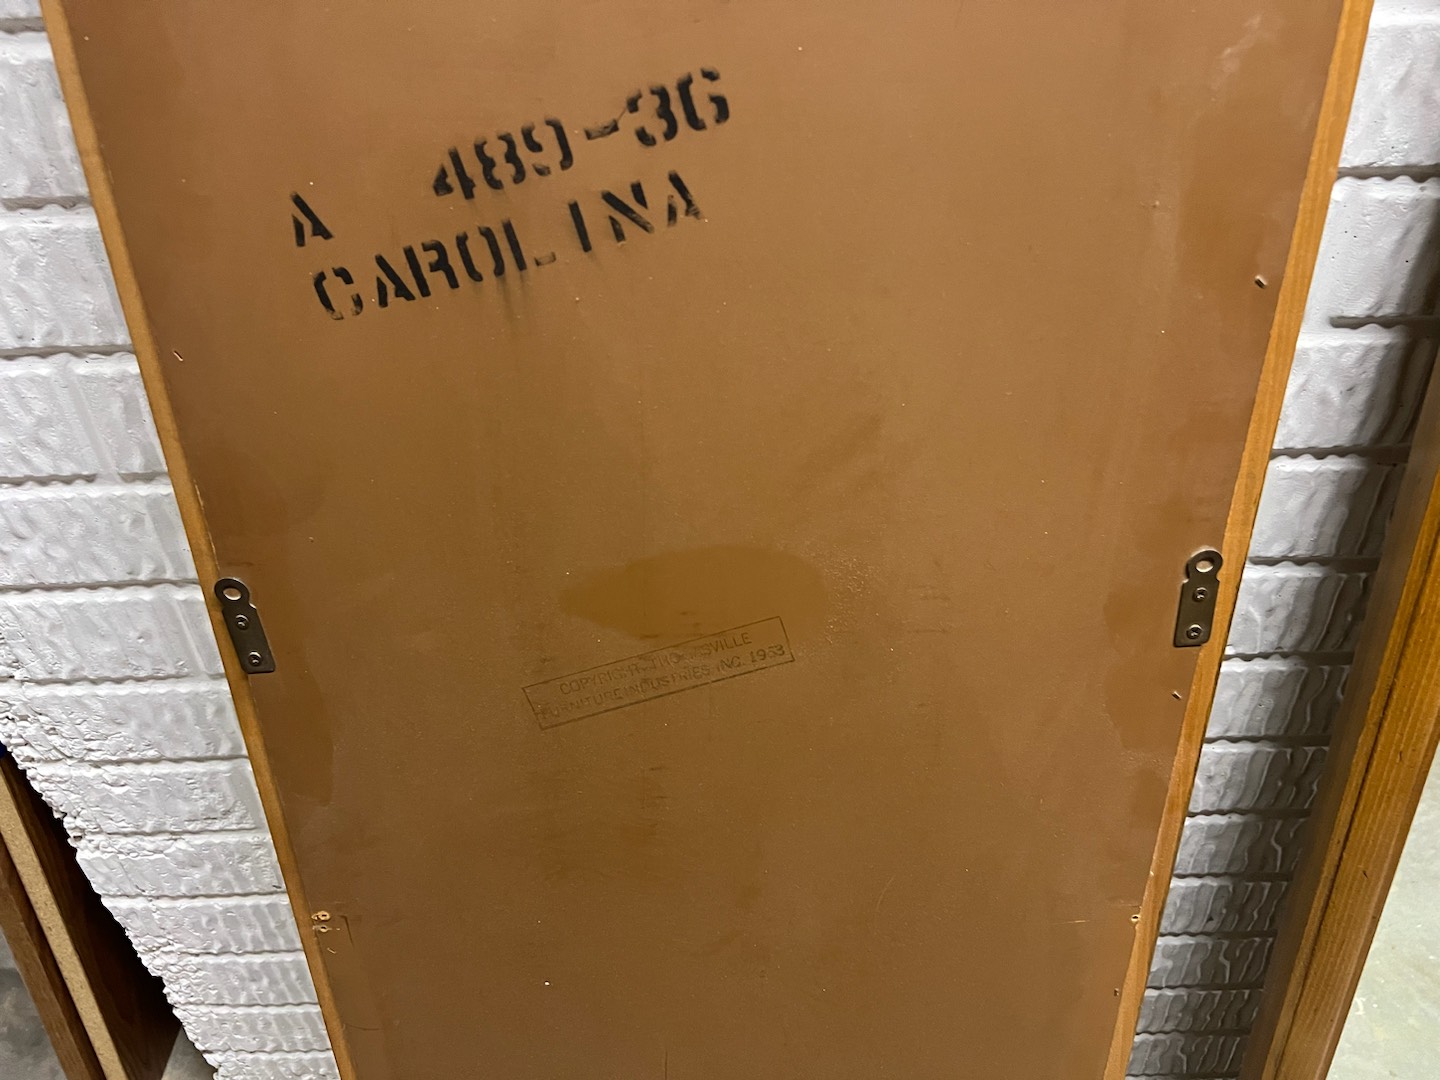 A 489-36
CAROLINA
COPYRIGHT THOMASVILLE
FURNITURE INDUSTRIES, INC. 1963